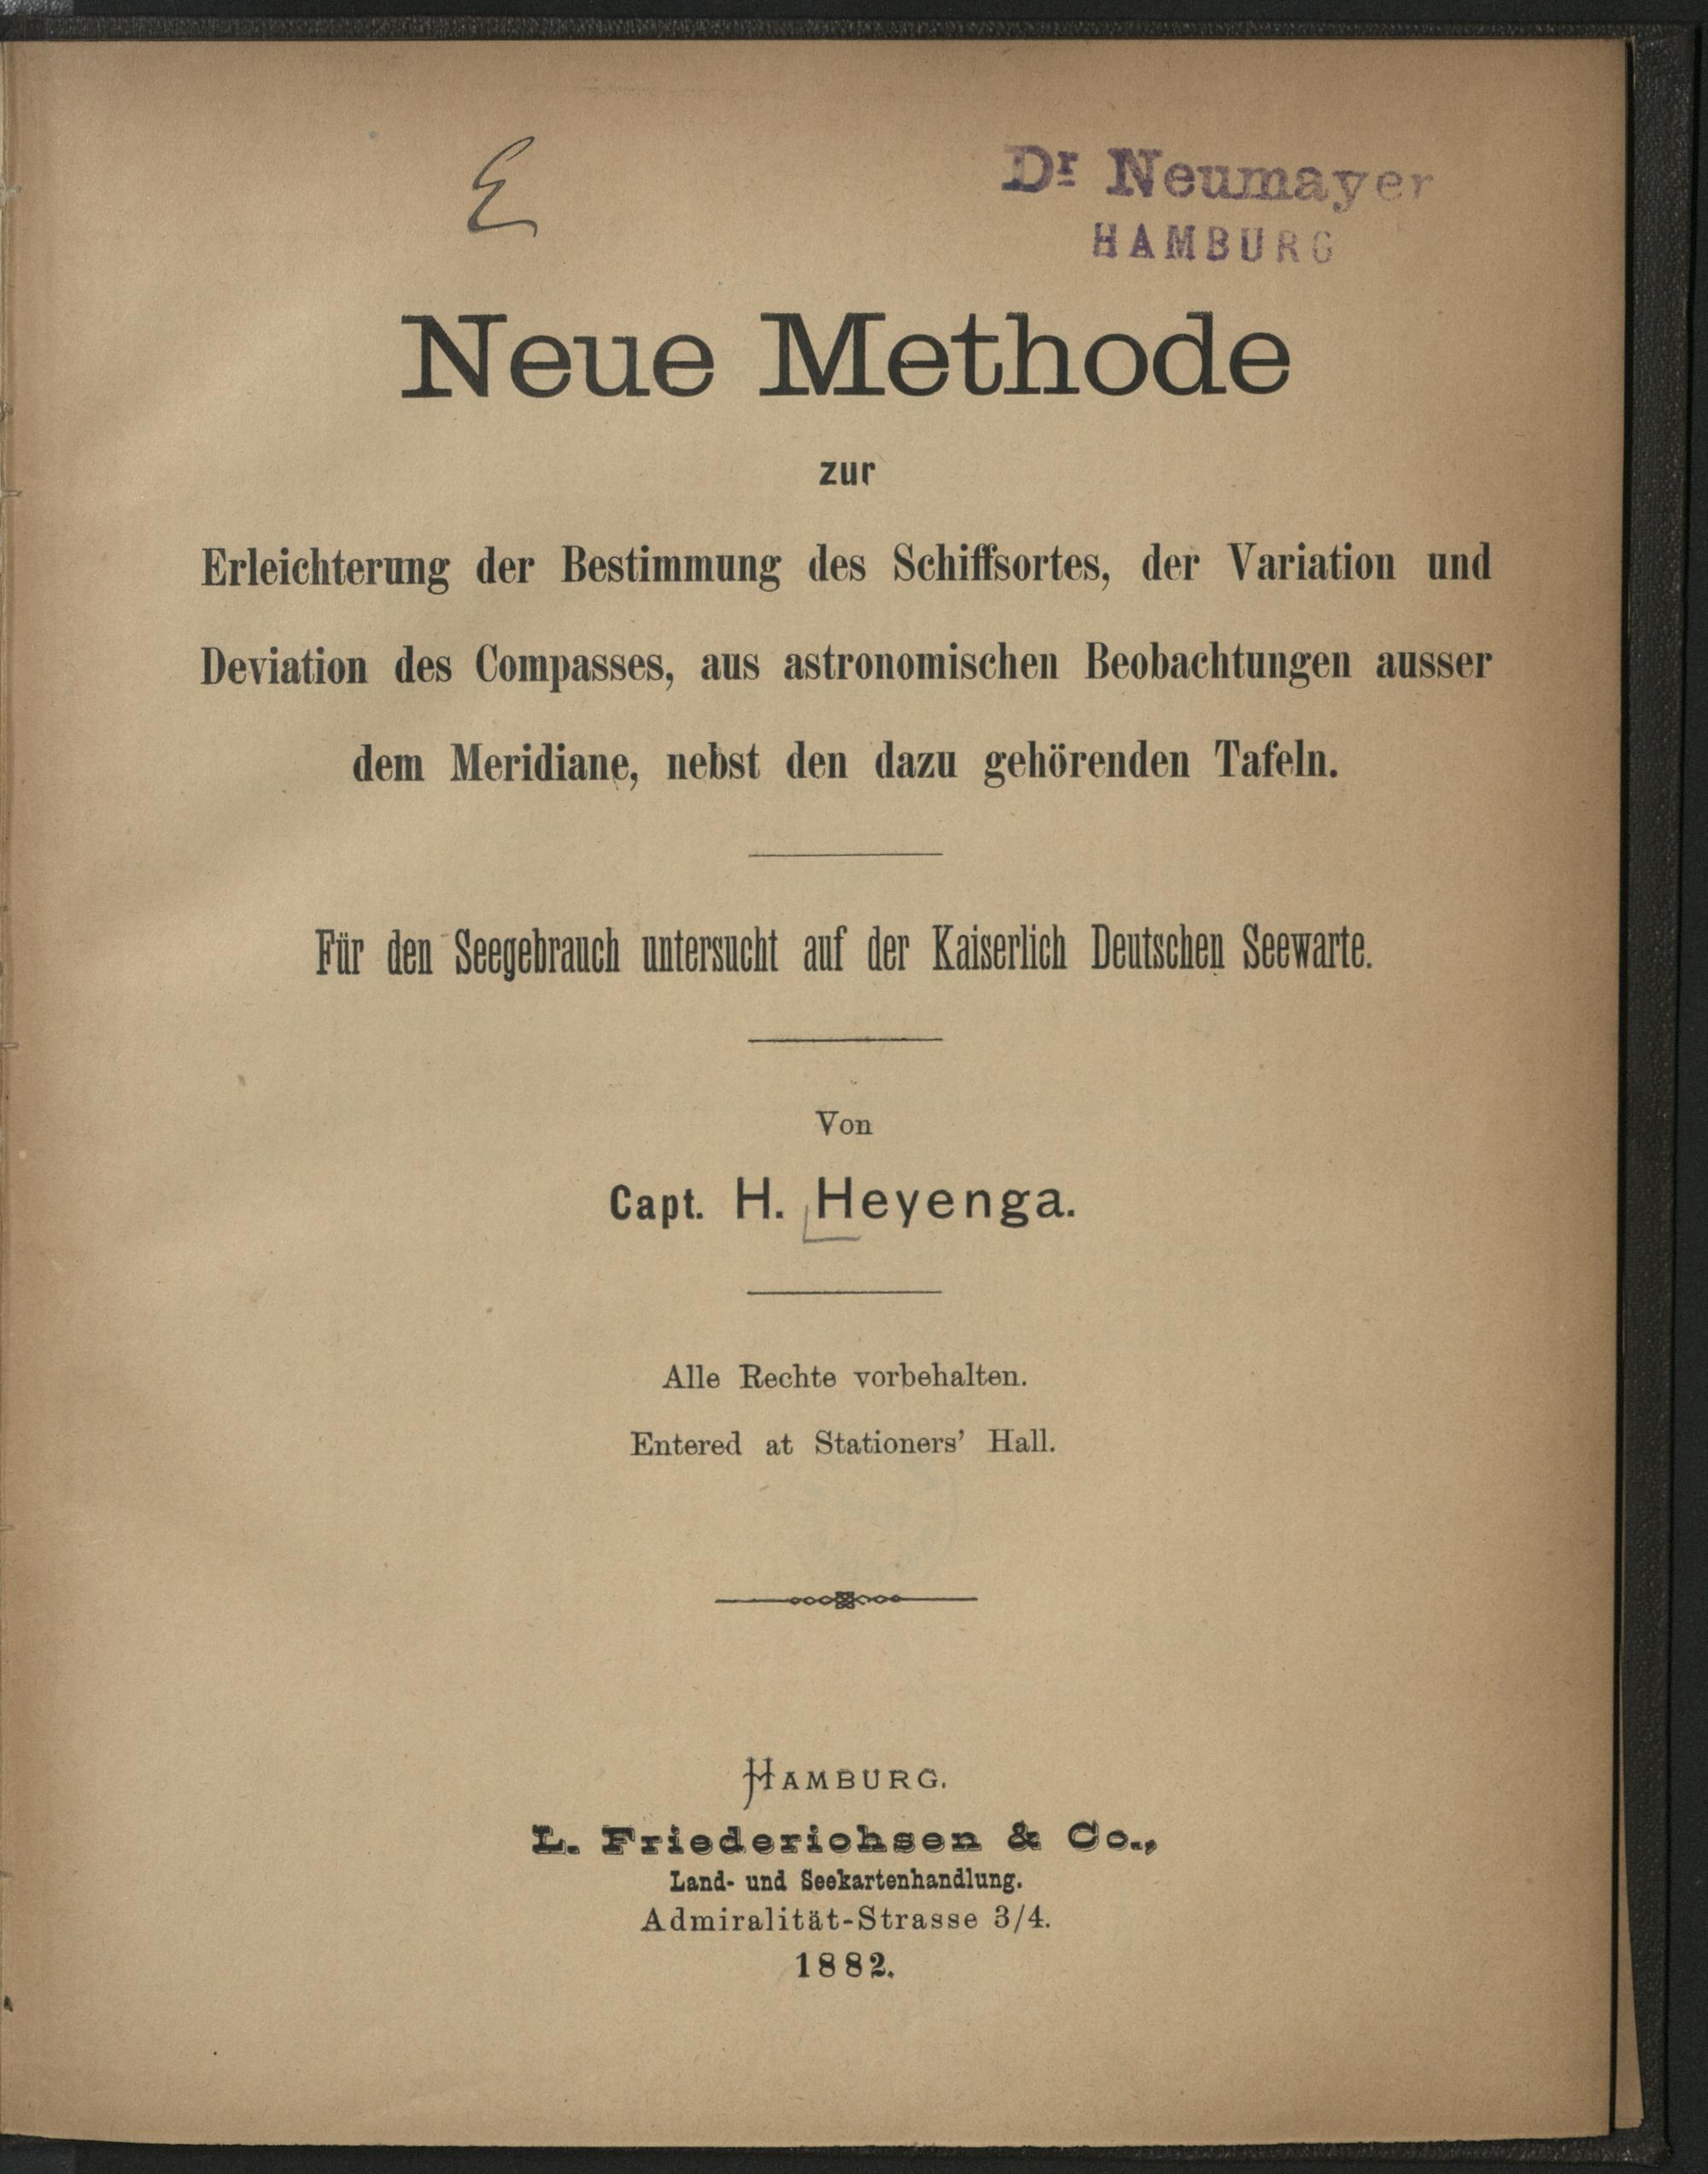 E
Dr Neumayer
HAMBURG
Neue Methode
zur
Erleichterung der Bestimmung des Schiffsortes, der Variation und
Deviation des Compasses, aus astronomischen Beobachtungen ausser
dem Meridiane, nebst den dazu gehörenden Tafeln.
Für den Seegebrauch untersucht auf der Kaiserlich Deutschen Seewarte.
Von
Capt. H. Heyenga.
Alle Rechte vorbehalten.
Entered at Stationers’ Hall.
HAMBURG.
L. Friederichsen & Co.,
Land- und Seekartenhandlung.
Admiralität-Strasse 3/4.
1882.